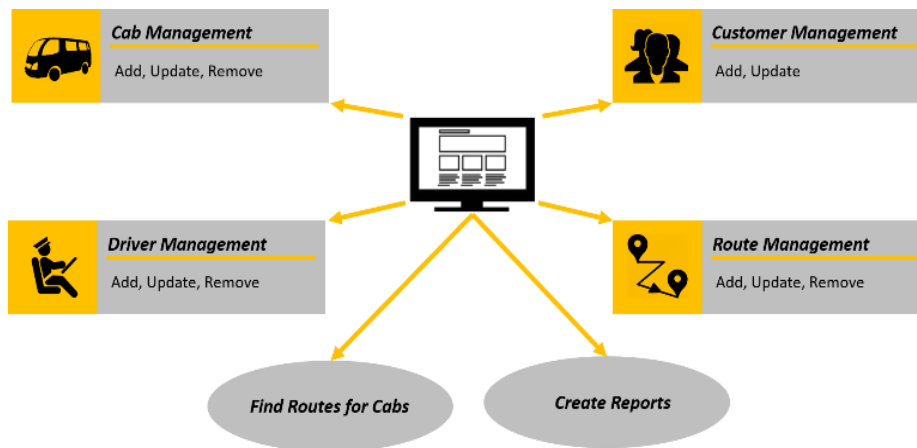 Cab Management
Add, Update, Remove
Customer Management
Add, Update
Driver Management
Add, Update, Remove
Route Management
Add, Update, Remove
Find Routes for Cabs
Create Reports